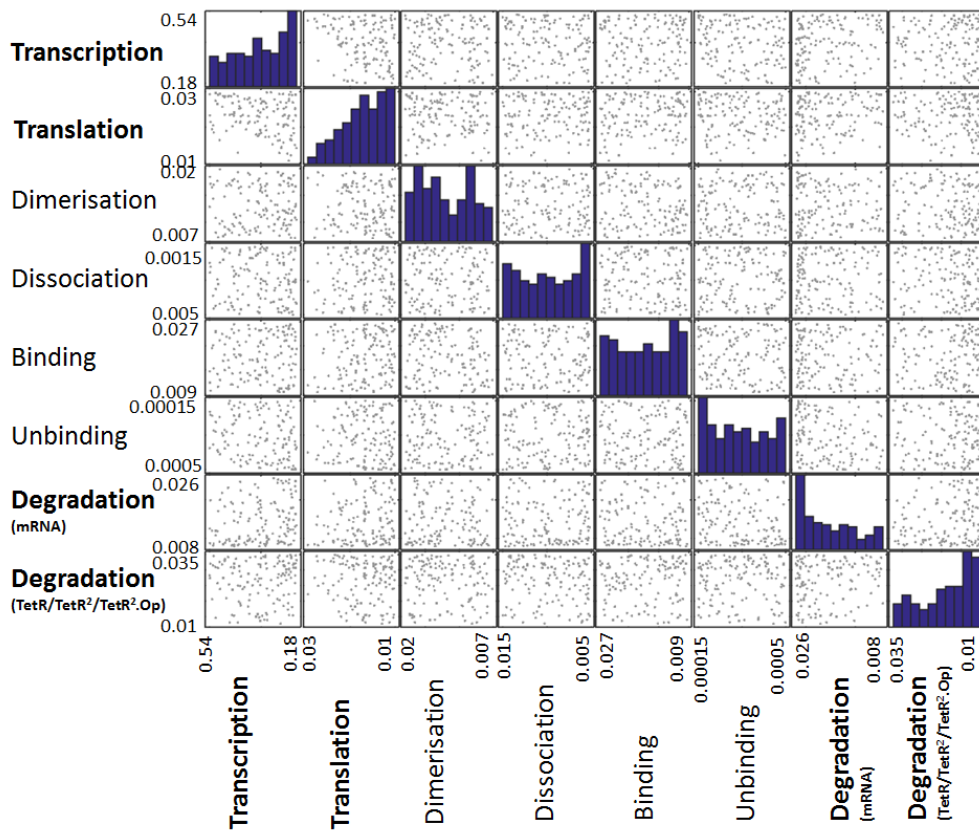 0.54
Transcription
0.18
0.03
Translation
0.01
0.02
Dimerisation
0.007
0.0015
Dissociation
0.005
0.027
Binding
0.009
0.00015
Unbinding
0.0005
0.026
Degradation
(mRNA)
0.008
0.035
Degradation
(TetR/TetR²/TetR².Op)
0.01
0.54
0.18
0.03
0.01
0.02
0.007
0.015
0.005
0.027
0.009
0.00015
0.0005
0.026
0.008
0.035
0.01
Transcription
Translation
Dimerisation
Dissociation
Binding
Unbinding
Degradation
(mRNA)
Degradation
(TetR/TetR²/TetR².Op)